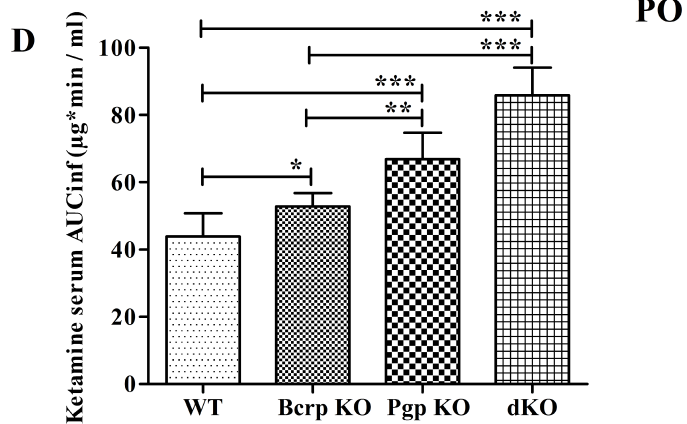 PO
D
Ketamine serum AUCinf (µg*min / ml)
***
***
100
***
80
**
60
*
40
20
0
WT Bcrp KO Pgp KO dKO